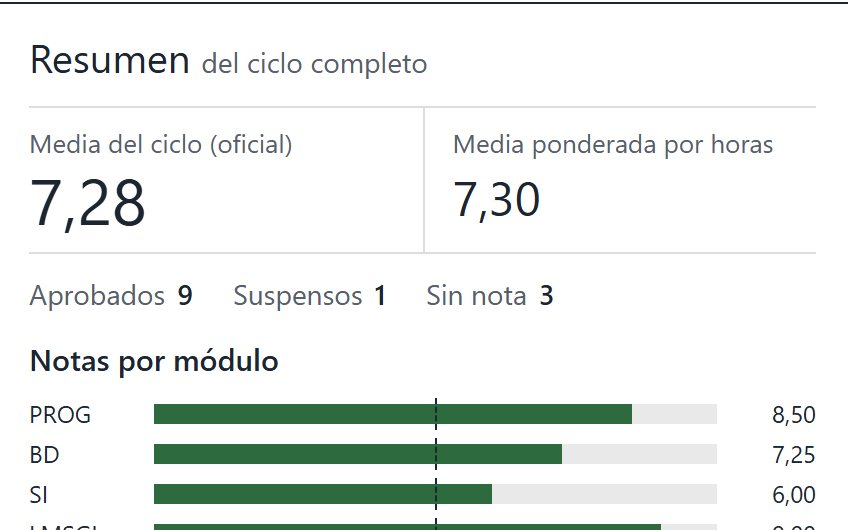 Resumen del ciclo completo
Media del ciclo (oficial)
7,28
Media ponderada por horas
7,30
Aprobados 9 Suspensos 1 Sin nota 3
Notas por módulo
PROG 8,50
BD 7,25
SI 6,00